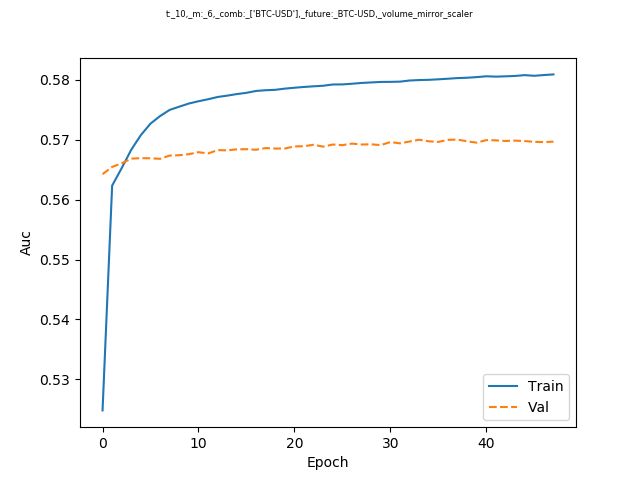 t:_10,_m:_6,_comb:_['BTC-USD'],_future:_BTC-USD,_volume_mirror_scaler
0.58
0.57
0.56
0.55
0.54
0.53
Auc
0 10 20 30 40
Epoch
Train
Val